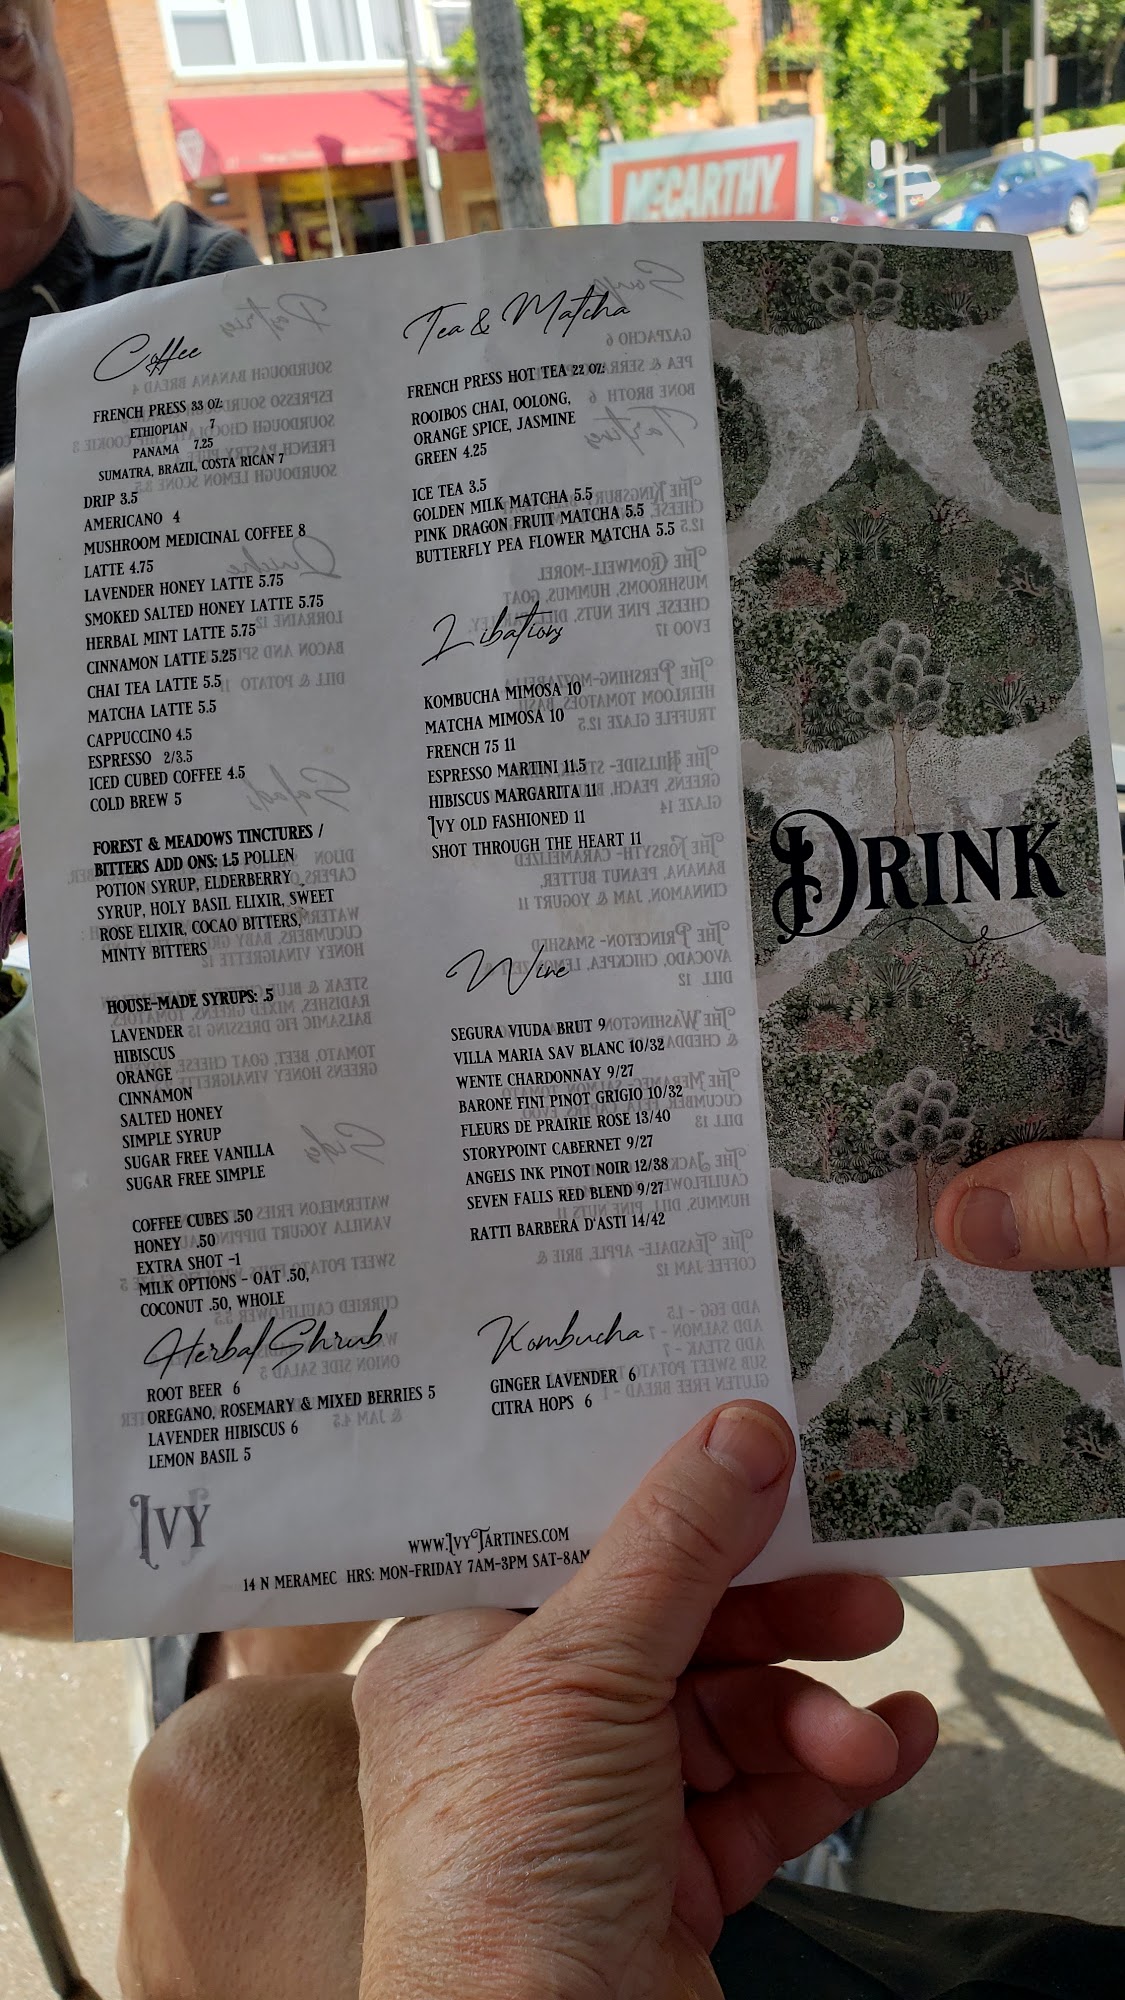 McCARTHY
Coffee
FRENCH PRESS 33 OZ:
ETHIOPIAN 7
PANAMA 7.25
SUMATRA, BRAZIL, COSTA RICAN 7
DRIP 3.5
AMERICANO 4
MUSHROOM MEDICINAL COFFEE 8
LATTE 4.75
LAVENDER HONEY LATTE 5.75
SMOKED SALTED HONEY LATTE 5.75
HERBAL MINT LATTE 5.75
CINNAMON LATTE 5.25
CHAI TEA LATTE 5.5
MATCHA LATTE 5.5
CAPPUCCINO 4.5
ESPRESSO 2/3.5
ICED CUBED COFFEE 4.5
COLD BREW 5
FOREST & MEADOWS TINCTURES /
BITTERS ADD ONS: 1.5 POLLEN
POTION SYRUP, ELDERBERRY
SYRUP, HOLY BASIL ELIXIR, SWEET
ROSE ELIXIR, COCAO BITTERS,
MINTY BITTERS
HOUSE-MADE SYRUPS: .5
LAVENDER
HIBISCUS
ORANGE
CINNAMON
SALTED HONEY
SIMPLE SYRUP
SUGAR FREE VANILLA
SUGAR FREE SIMPLE
COFFEE CUBES .50
HONEY .50
EXTRA SHOT -1
MILK OPTIONS - OAT .50,
COCONUT .50, WHOLE
Herbal Shrub
ROOT BEER 6
OREGANO, ROSEMARY & MIXED BERRIES 5
LAVENDER HIBISCUS 6
LEMON BASIL 5
Tea & Matcha
FRENCH PRESS HOT TEA 22 OZ:
ROOIBOS CHAI, OOLONG,
ORANGE SPICE, JASMINE
GREEN 4.25
ICE TEA 3.5
GOLDEN MILK MATCHA 5.5
PINK DRAGON FRUIT MATCHA 5.5
BUTTERFLY PEA FLOWER MATCHA 5.5
Libations
KOMBUCHA MIMOSA 10
MATCHA MIMOSA 10
FRENCH 75 11
ESPRESSO MARTINI 11.5
HIBISCUS MARGARITA 11
IVY OLD FASHIONED 11
SHOT THROUGH THE HEART 11
Wine
SEGURA VIUDA BRUT 9
VILLA MARIA SAV BLANC 10/32
WENTE CHARDONNAY 9/27
BARONE FINI PINOT GRIGIO 10/32
FLEURS DE PRAIRIE ROSE 13/40
STORYPOINT CABERNET 9/27
ANGELS INK PINOT NOIR 12/38
SEVEN FALLS RED BLEND 9/27
RATTI BARBERA D'ASTI 14/42
Kombucha
GINGER LAVENDER 6
CITRA HOPS 6
DRINK
IVY
WWW.IVYTARTINES.COM
14 N MERAMEC HRS: MON-FRIDAY 7AM-3PM SAT-8AM